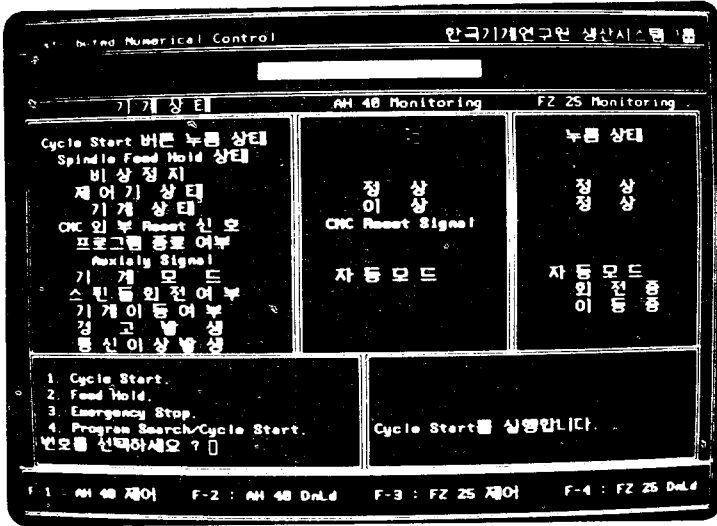 buted Numerical Control 한국기계연구원 생산시스템
기 계 상 태 AH 40 Monitoring FZ 25 Monitoring
Cycle Start 버튼 누름 상태 누름 상태
Spindle Feed Hold 상태
비 상 정 지
제 어 기 상 태 정 상 정 상
기 계 상 태 이 상 정 상
CMC 외 부 Reset 신 호 CMC Reset Signal
프로그램 종료 여부
Auxialy Signal
기 계 모 드 자 동 모 드 자 동 모 드
스 핀 들 회 전 여 부 회 전 중
기 계 이 동 여 부 이 동 중
경 고 발 생
통 신 이 상 발 생
1. Cycle Start.
2. Feed Hold.
3. Emergency Stop.
4. Program Search/Cycle Start.
번호를 선택하세요 ?
Cycle Start를 실행합니다.
F-1 : AH 40 제어 F-2 : AH 40 DnLd F-3 : FZ 25 제어 F-4 : FZ 25 DnLd